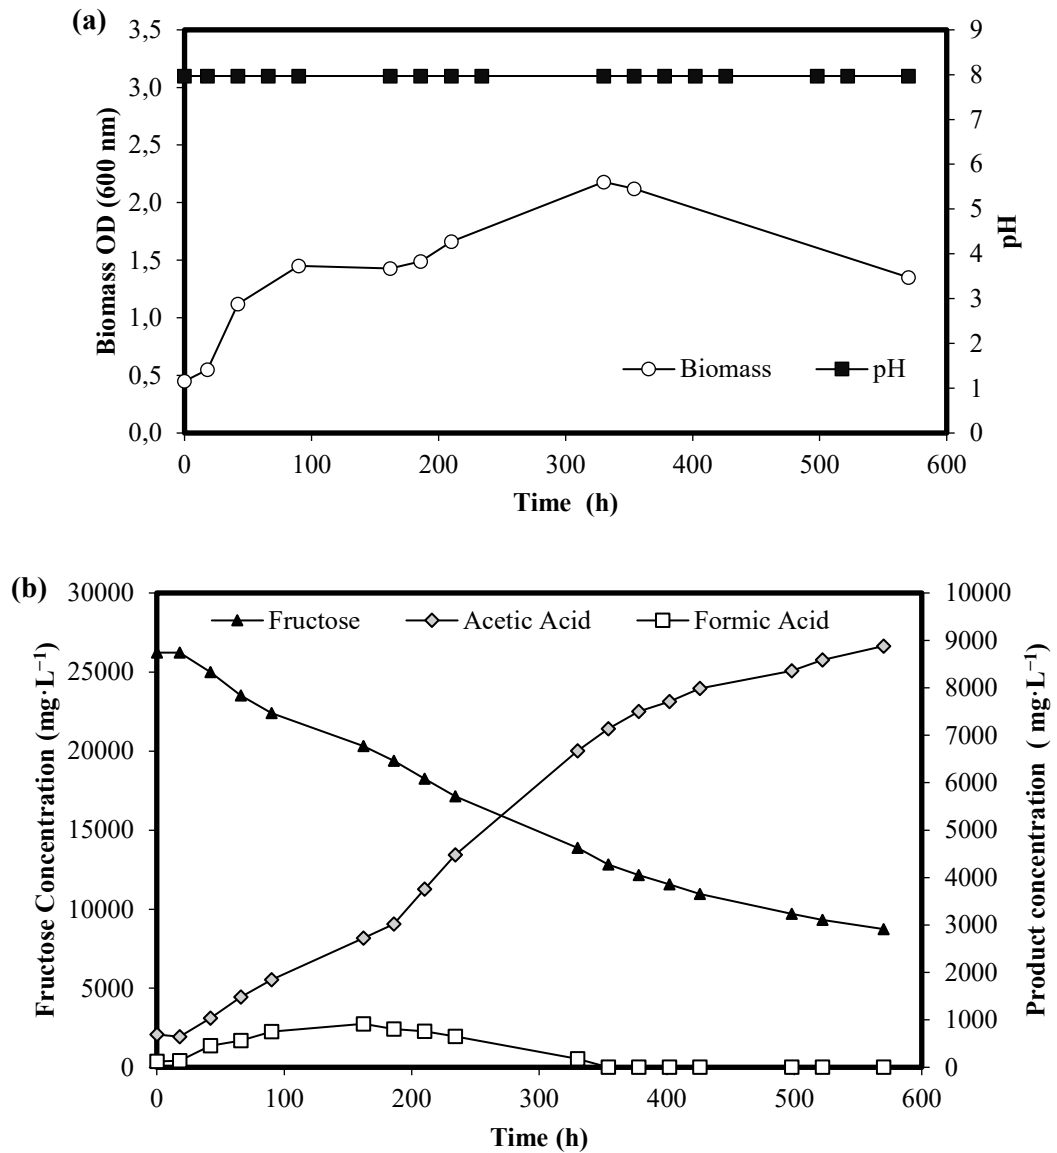 (a)
3,5
3,0
2,5
2,0
1,5
1,0
0,5
0,0
Biomass OD (600 nm)
9
8
7
6
5
4
3
2
1
0
pH
Biomass
pH
0 100 200 300 400 500 600
Time (h)
(b)
30000
25000
20000
15000
10000
5000
0
Fructose Concentration (mg·L⁻¹)
Fructose
Acetic Acid
Formic Acid
10000
9000
8000
7000
6000
5000
4000
3000
2000
1000
0
Product concentration ( mg·L⁻¹)
0 100 200 300 400 500 600
Time (h)